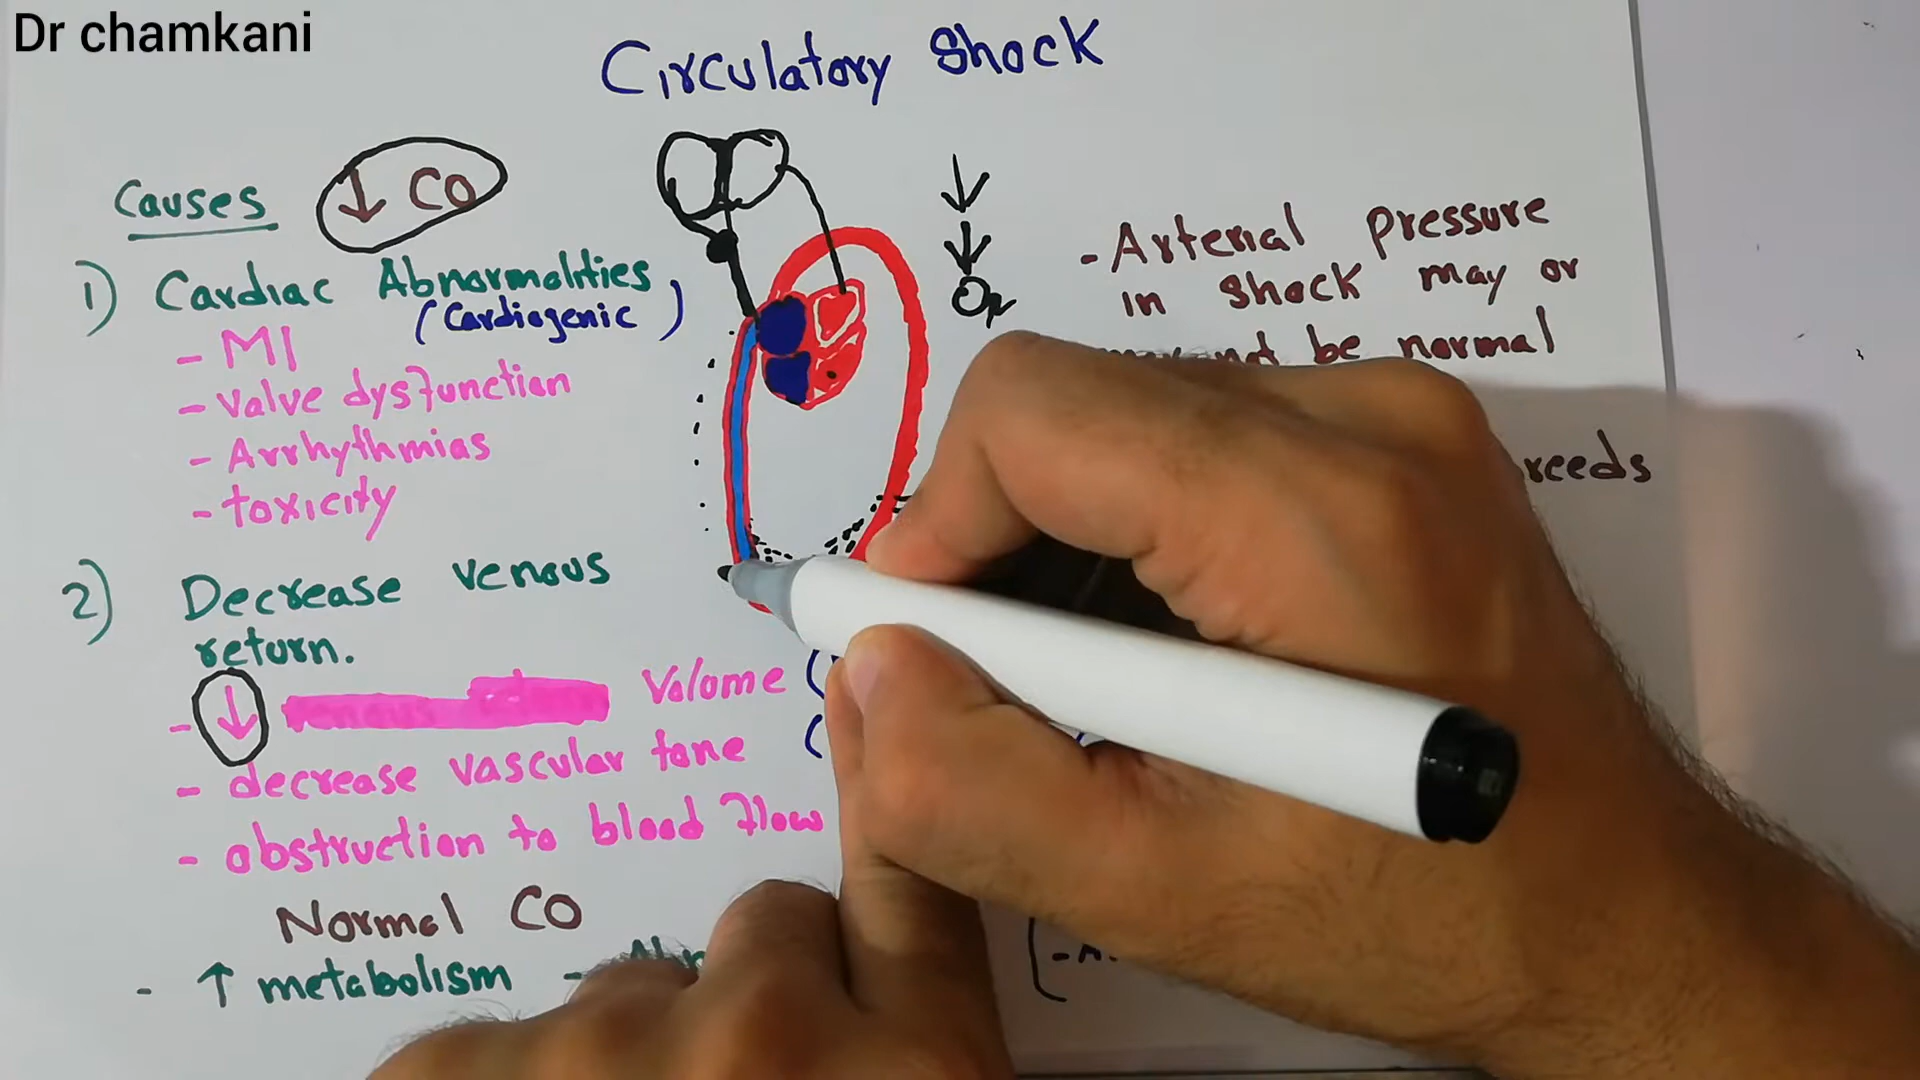 Dr chamkani
Circulatory Shock
Causes ↓ CO
1) Cardiac Abnormalities
(Cardiogenic)
- MI
- Valve dysfunction
- Arrhythmias
- toxicity
2) Decrease venous
return.
- ↓ Volume (
- decrease vascular tone (
- obstruction to blood flow
Normal CO
- ↑ metabolism -
↓
↓
O2
- Arterial pressure
in shock may or
not be normal